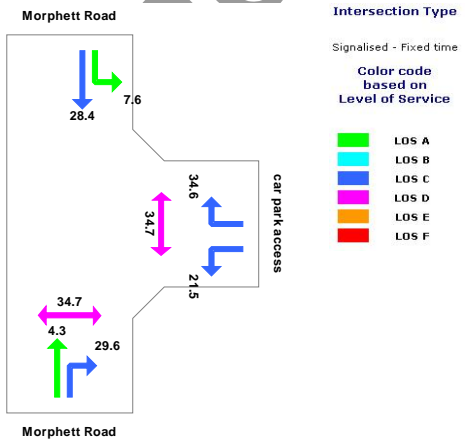 Morphett Road
7.6
28.4
34.6
34.7
car park access
21.5
34.7
4.3
29.6
Morphett Road
Intersection Type
Signalised - Fixed time
Color code
based on
Level of Service
LOS A
LOS B
LOS C
LOS D
LOS E
LOS F